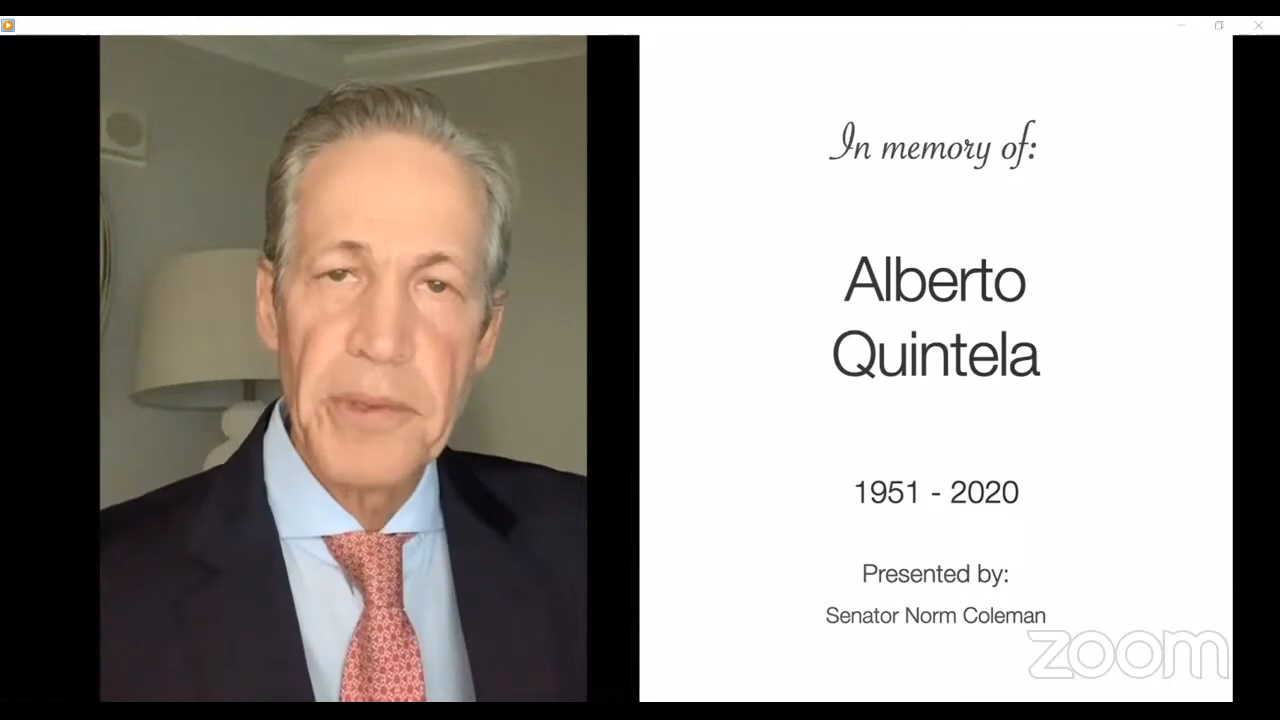 In memory of:
Alberto
Quintela
1951 - 2020
Presented by:
Senator Norm Coleman
zoom